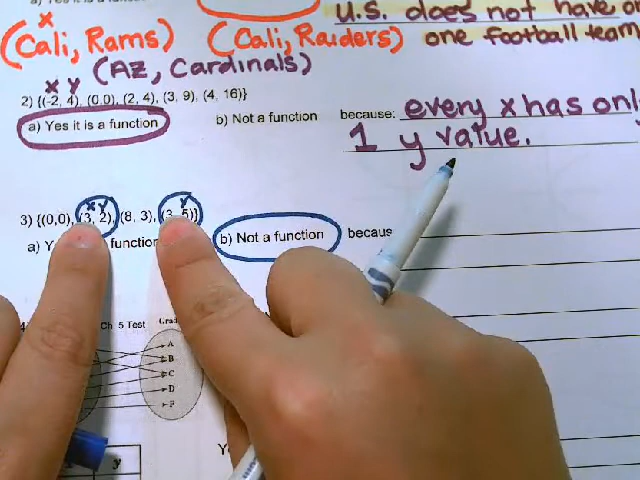 X
U.S. does not have
(Cali, Rams) (Cali, Raiders) one football team
(AZ, Cardinals)
X Y
2) {(-2, 4), (0,0), (2, 4), (3, 9), (4, 16)}
a) Yes it is a function b) Not a function because: every x has only
1 y value.
X Y Y
3) {(0,0), (3, 2), (8, 3), (3, 5)}
a) function b) Not a function
Ch 5 Test
A
B
C
D
F
y